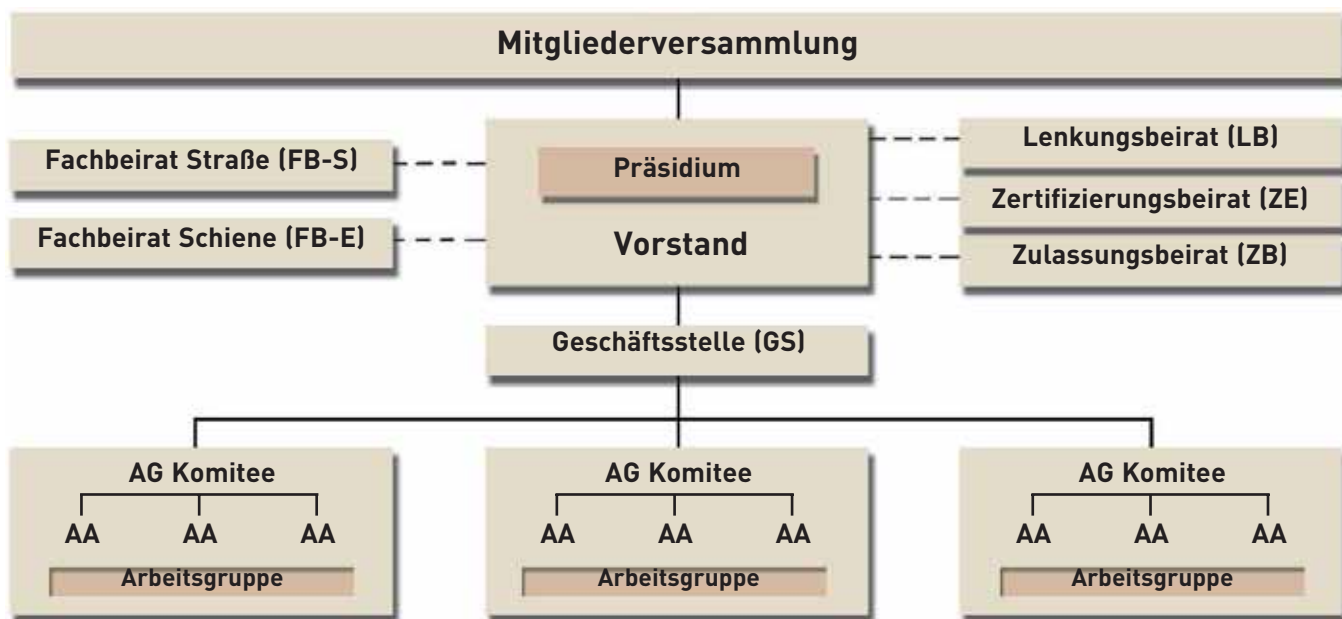 Mitgliederversammlung
Fachbeirat Straße (FB-S)
Fachbeirat Schiene (FB-E)
Präsidium
Vorstand
Lenkungsbeirat (LB)
Zertifizierungsbeirat (ZE)
Zulassungsbeirat (ZB)
Geschäftsstelle (GS)
AG Komitee
AA AA AA
Arbeitsgruppe
AG Komitee
AA AA AA
Arbeitsgruppe
AG Komitee
AA AA AA
Arbeitsgruppe